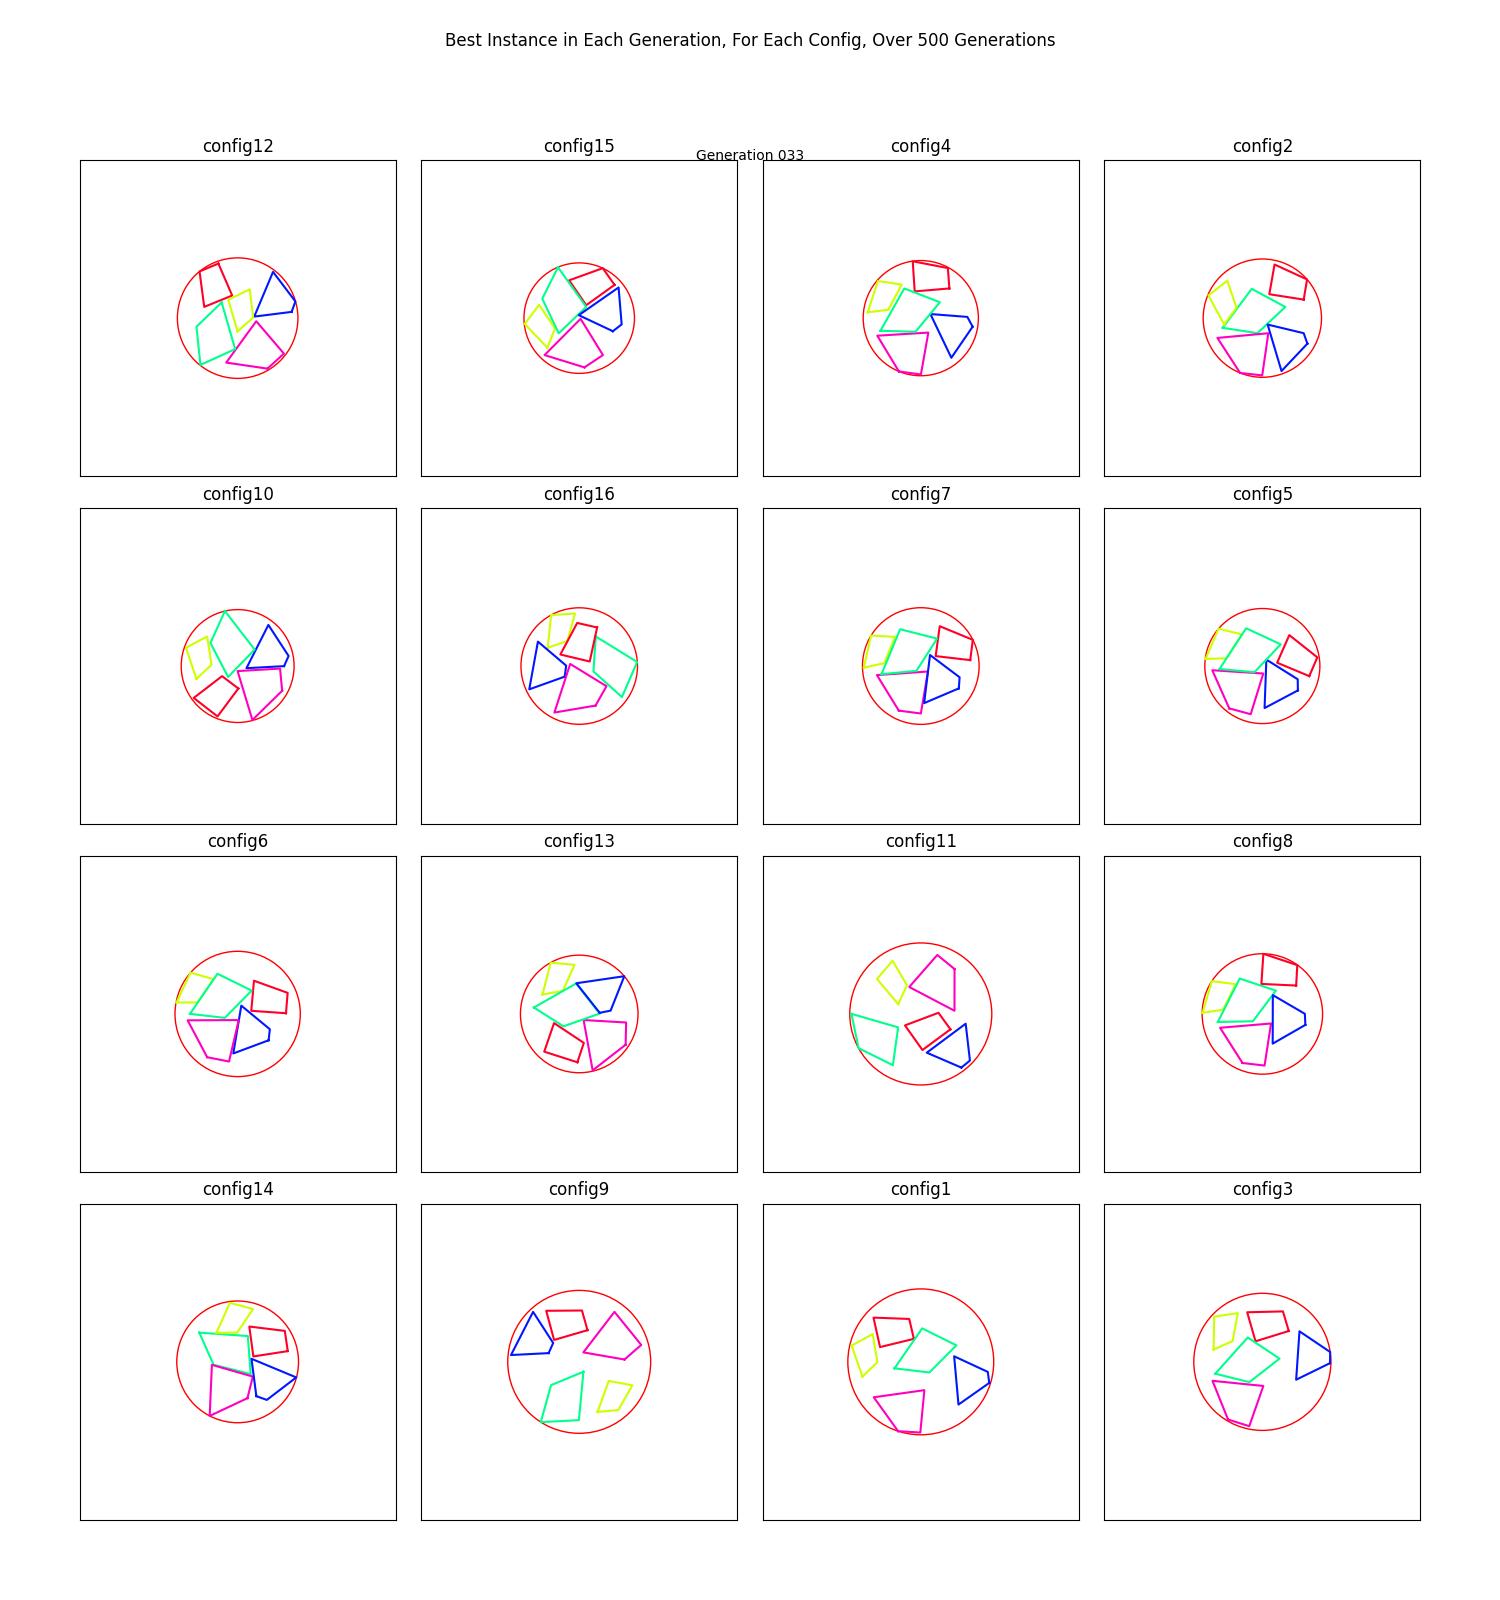 Best Instance in Each Generation, For Each Config, Over 500 Generations
Generation 033
config12
config15
config4
config2
config10
config16
config7
config5
config6
config13
config11
config8
config14
config9
config1
config3